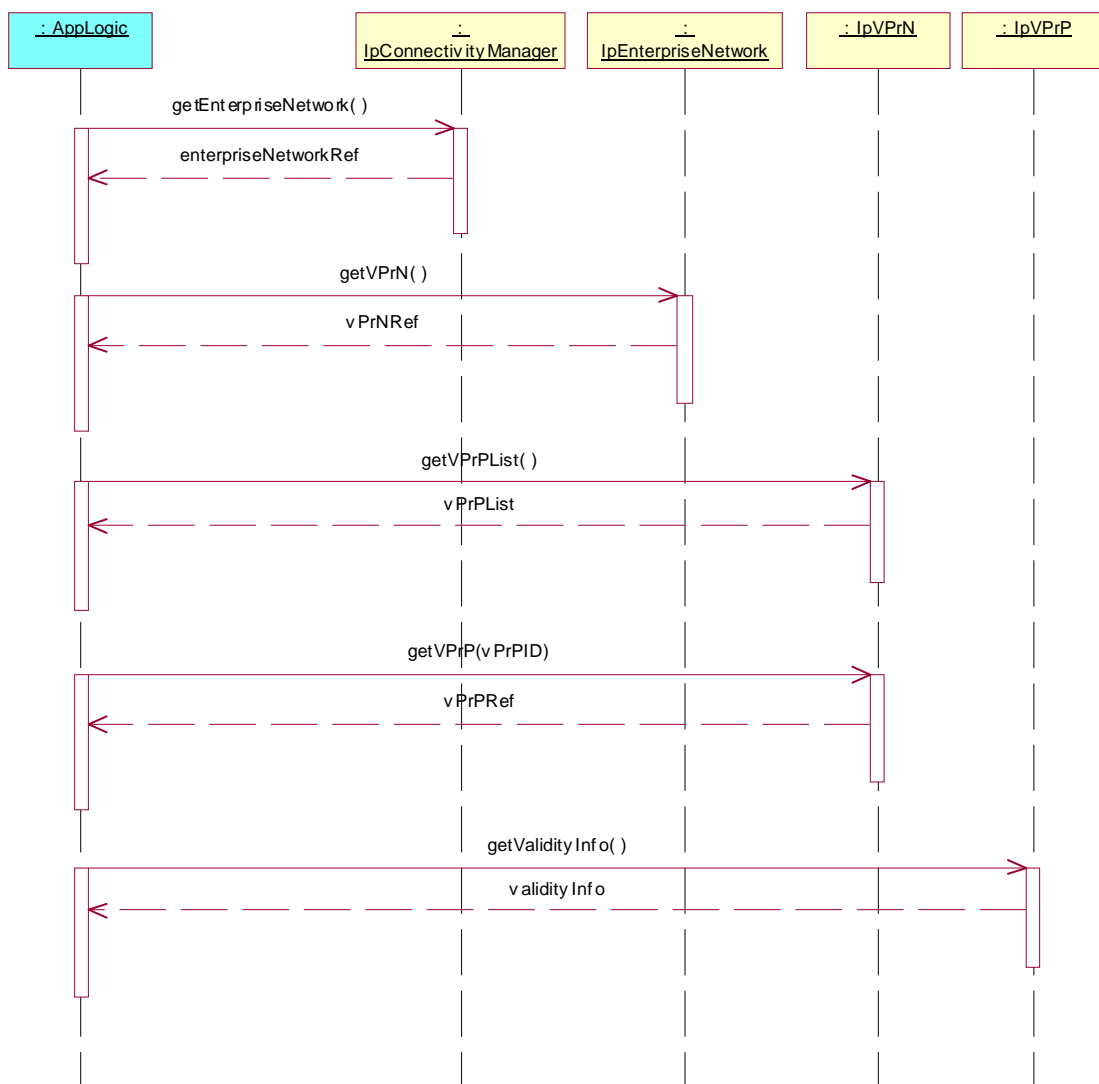 : AppLogic
:
IpConnectivityManager
:
IpEnterpriseNetwork
: IpVPrN
: IpVPrP
getEnterpriseNetwork( )
enterpriseNetworkRef
getVPrN( )
vPrNRef
getVPrPList( )
vPrPList
getVPrP(vPrPID)
vPrPRef
getValidityInfo( )
validityInfo